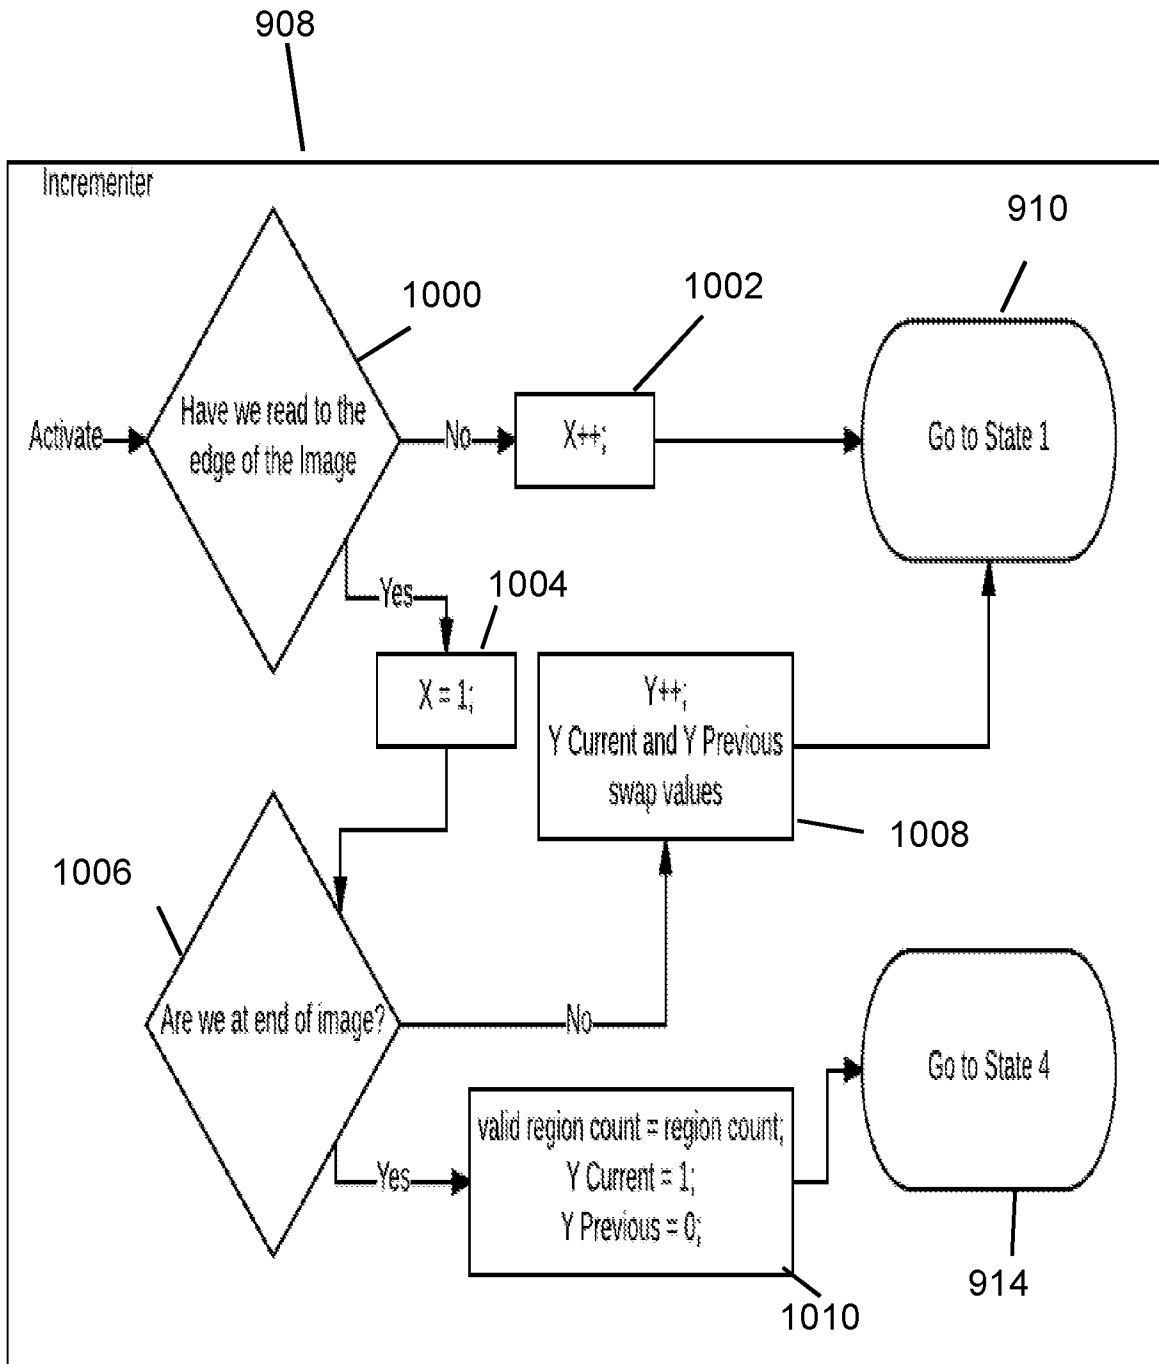 908
Incrementer
910
1000
1002
Have we read to the
edge of the Image
Activate
No
X++;
Go to State 1
Yes
1004
X = 1;
Y++;
Y Current and Y Previous
swap values
1008
1006
Are we at end of image?
No
Go to State 4
Yes
valid region count = region count;
Y Current = 1;
Y Previous = 0;
914
1010